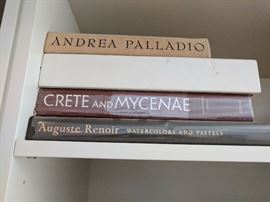 ANDREA PALLADIO
CRETE AND MYCENAE
Auguste Renoir WATERCOLORS AND PASTELS